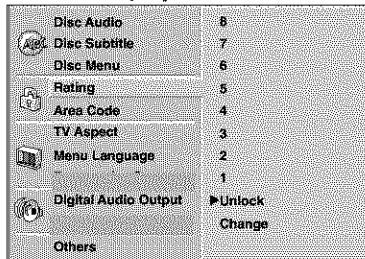 Disc Audio
Disc Subtitle
Disc Menu
Rating
Area Code
TV Aspect
Menu Language
Digital Audio Output
Others
8
7
6
5
4
3
2
1
►Unlock
Change